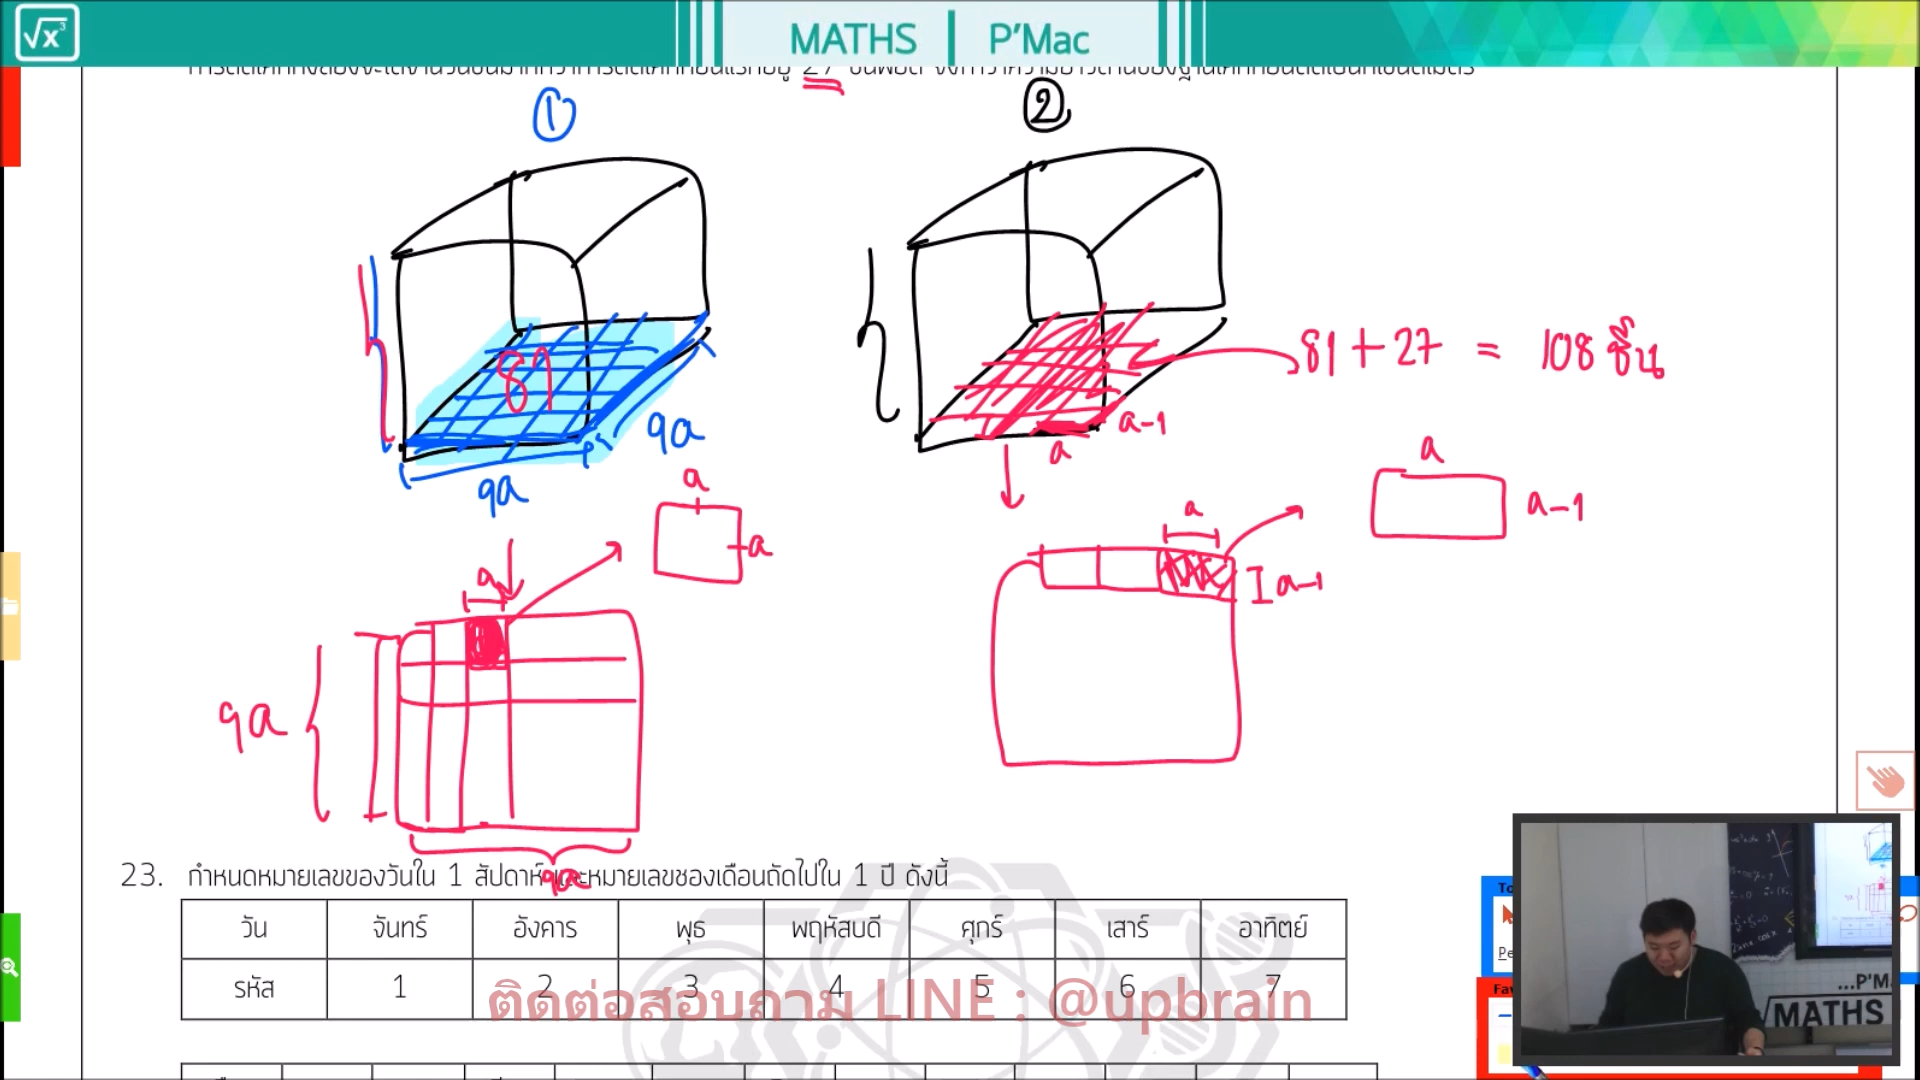 √x³
MATHS | P'Mac
27
① ②
81
81 + 27 = 108 ชิ้น
9a
9a
a-1
a
a
a
a
a-1
a
a
a-1
9a
9a
23. กำหนดหมายเลขของวันใน 1 สัปดาห์และหมายเลขของเดือนถัดไปใน 1 ปี ดังนี้
วัน จันทร์ อังคาร พุธ พฤหัสบดี ศุกร์ เสาร์ อาทิตย์
รหัส 1 2 3 4 5 6 7
ติดต่อสอบถาม LINE : @upbrain
To
Pe
Fav
...P'M
√MATHS